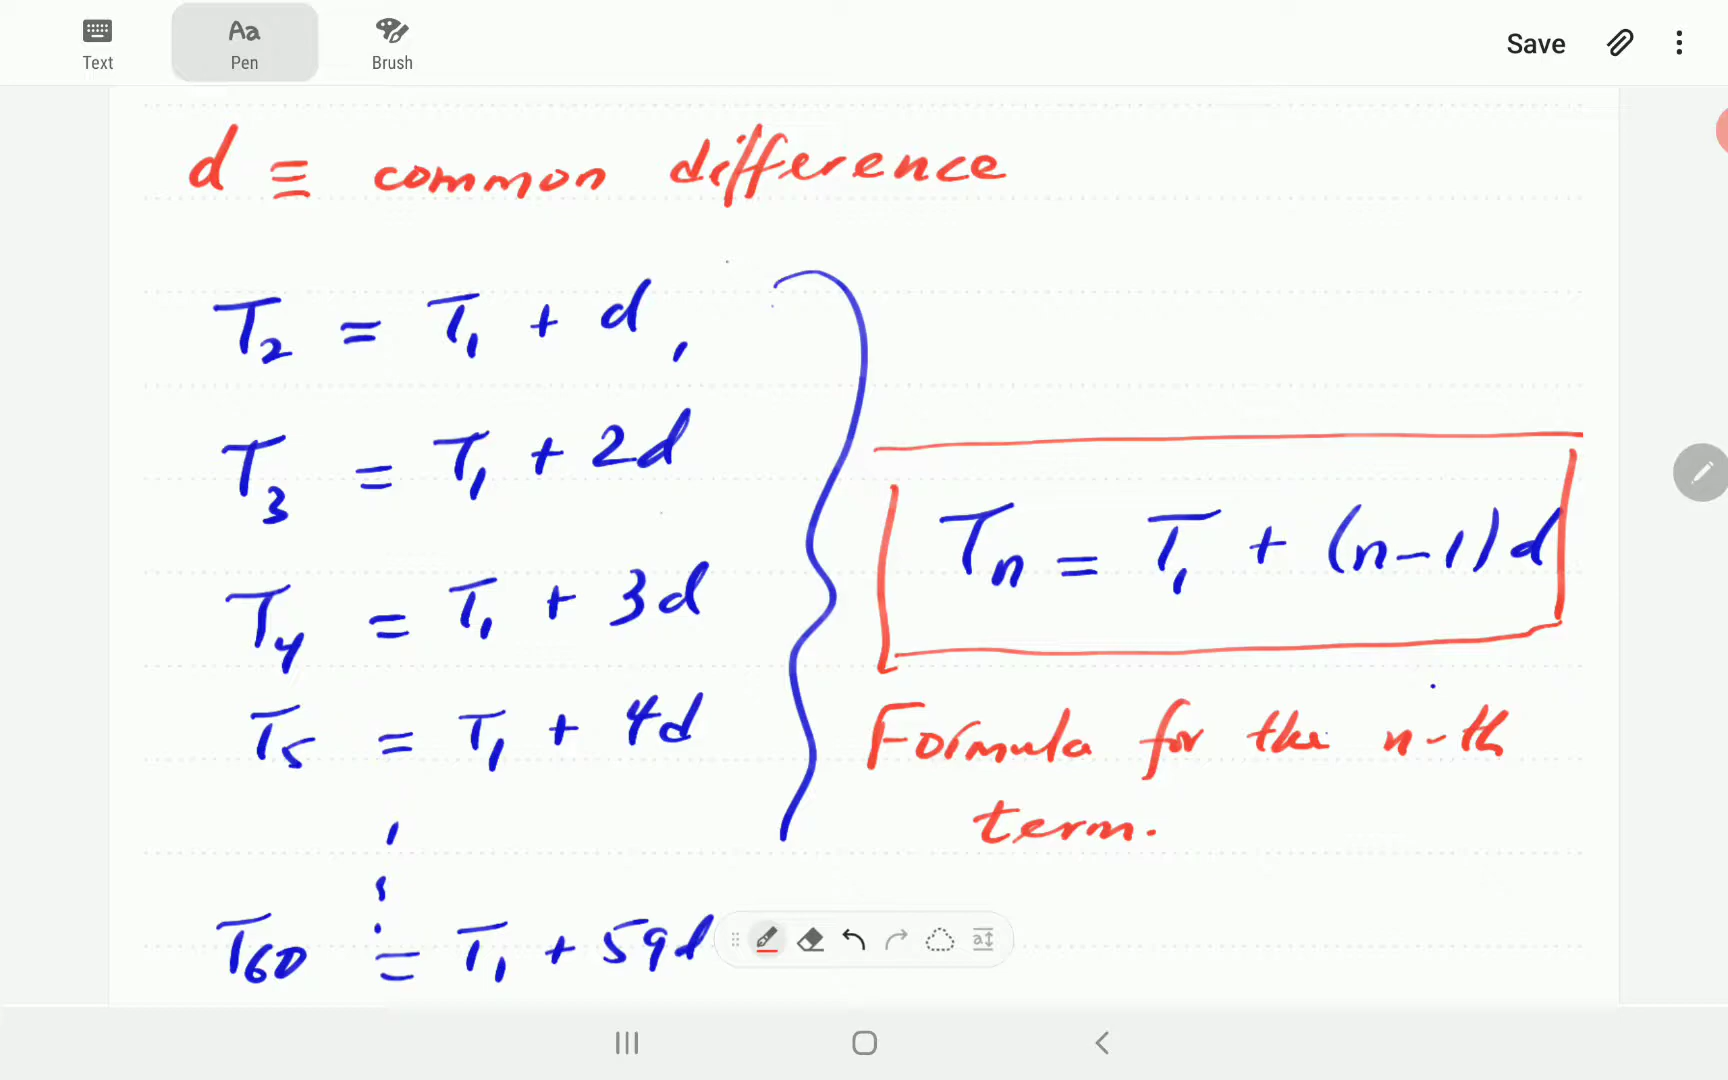 Text
Aa
Pen
Brush
Save
d ≡ common difference
T₂ = T₁ + d,
T₃ = T₁ + 2d
T₄ = T₁ + 3d
T₅ = T₁ + 4d
T₆₀ = T₁ + 59d
Tₙ = T₁ + (n-1)d
Formula for the n-th
term.